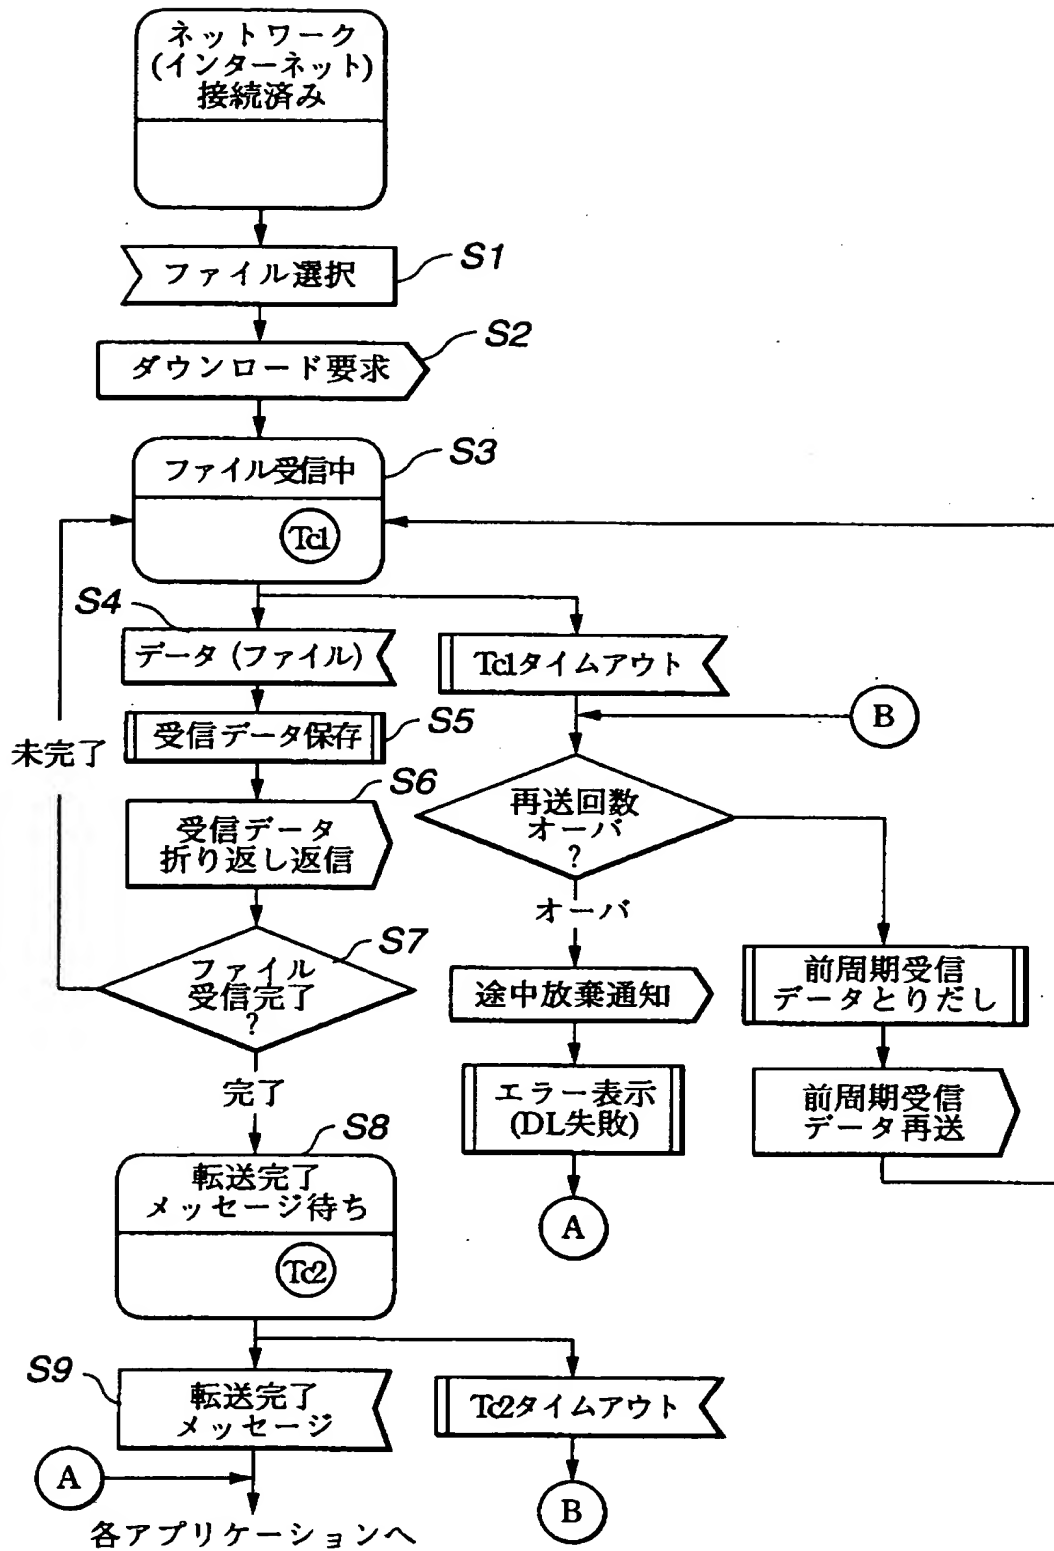 ネットワーク
(インターネット)
接続済み
ファイル選択
S1
ダウンロード要求
S2
ファイル受信中
S3
Tc1
S4
データ(ファイル)
Tc1タイムアウト
受信データ保存
S5
B
未完了
S6
受信データ
折り返し返信
再送回数
オーバ
?
オーバ
S7
ファイル
受信完了
?
途中放棄通知
前周期受信
データとりだし
完了
エラー表示
(DL失敗)
前周期受信
データ再送
S8
転送完了
メッセージ待ち
A
Tc2
S9
転送完了
メッセージ
Tc2タイムアウト
A
B
各アプリケーションへ